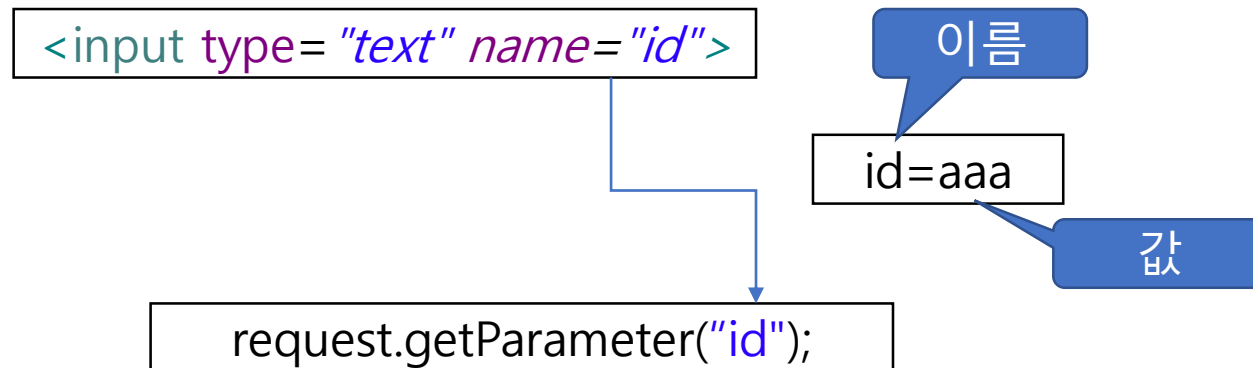 <input type="text" name="id">
이름
id=aaa
값
request.getParameter(“id");